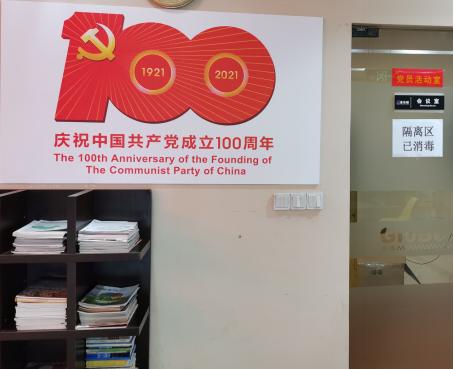 1921
2021
庆祝中国共产党成立100周年
The 100th Anniversary of the Founding of
The Communist Party of China
党员活动室
会议室
隔离区
已消毒